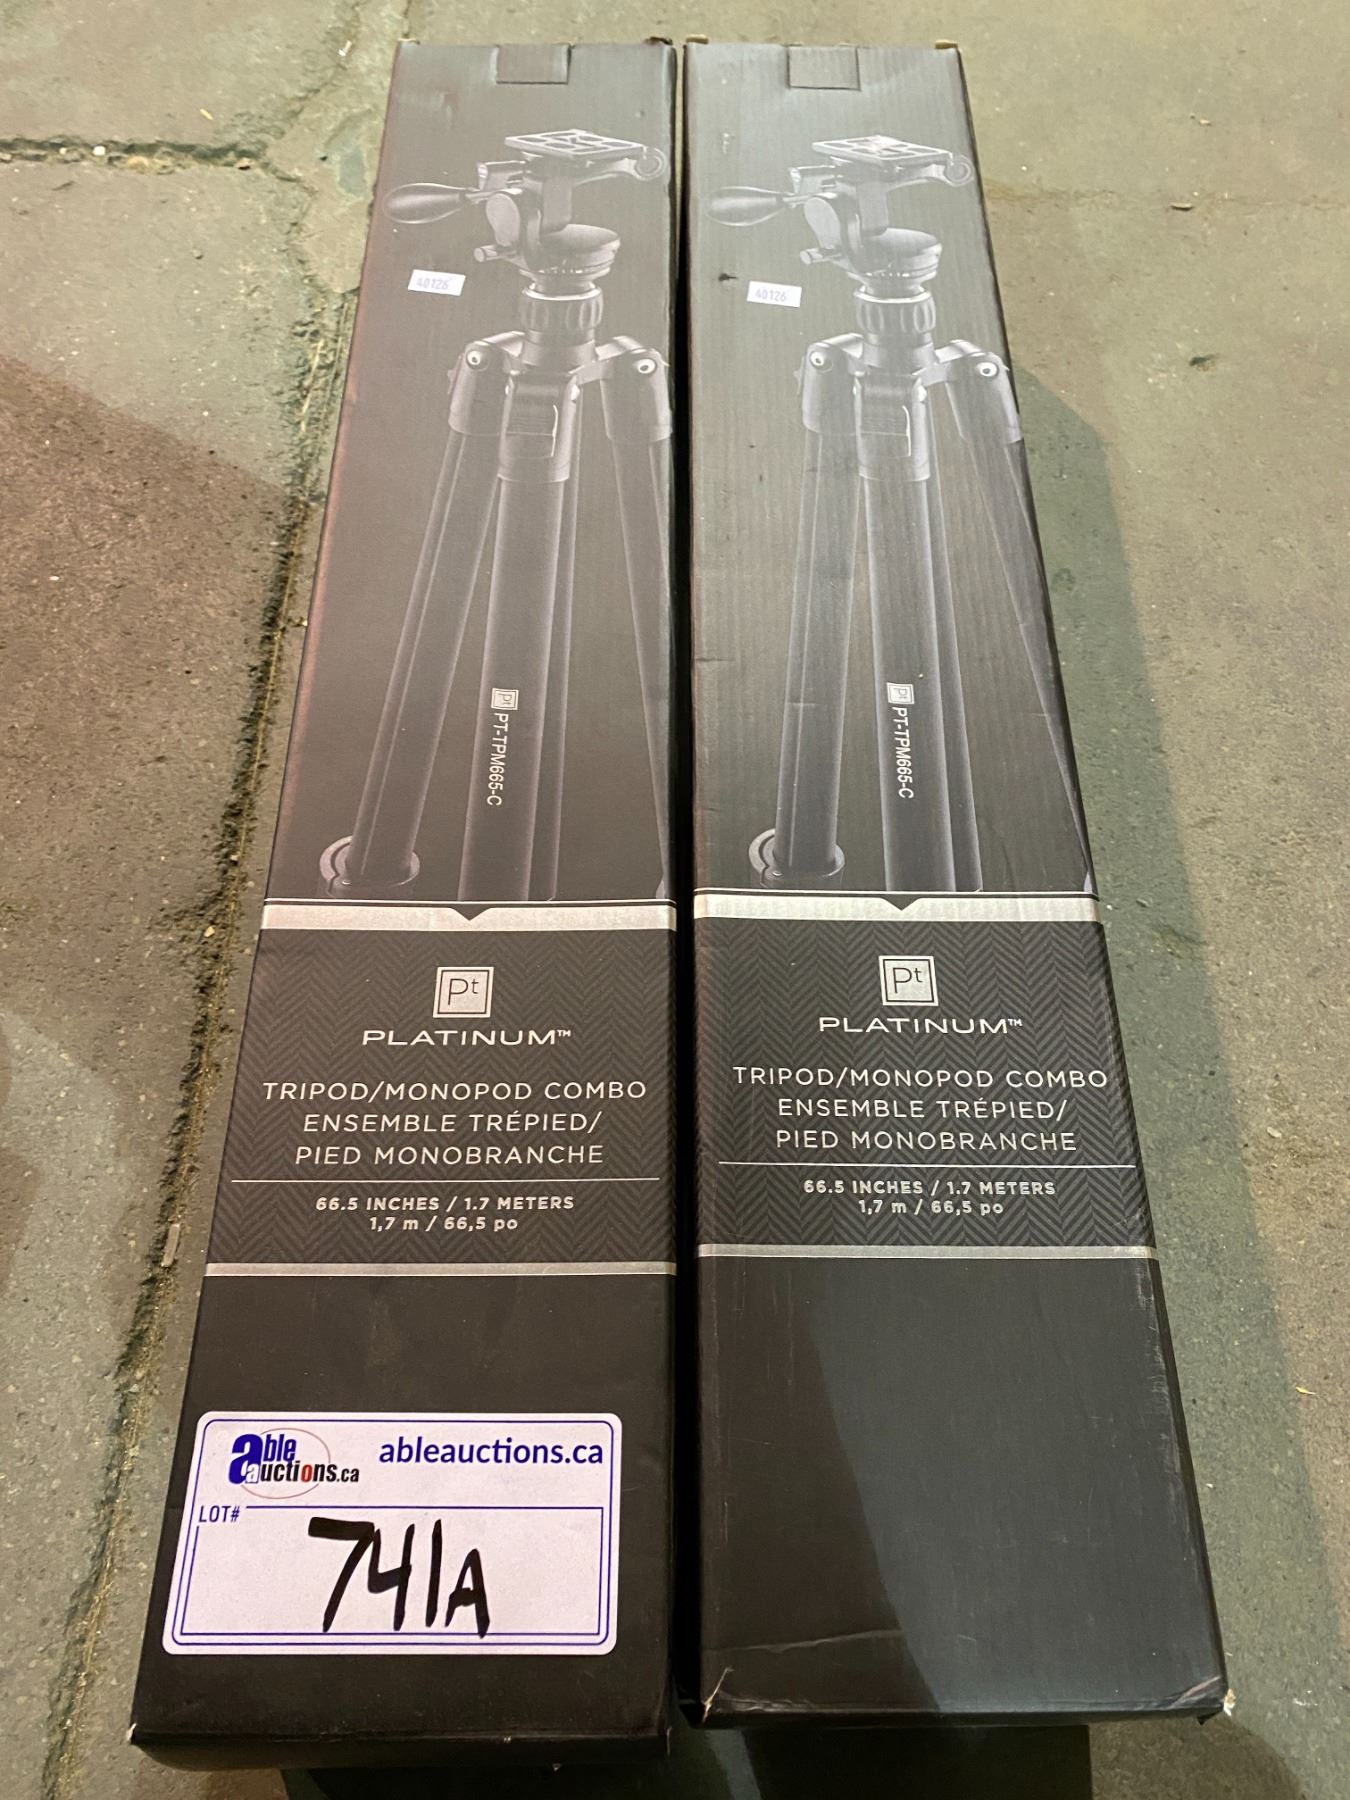 40126
PT PT-TPM665-C
Pt
PLATINUM™
TRIPOD/MONOPOD COMBO
ENSEMBLE TRÉPIED/
PIED MONOBRANCHE
66.5 INCHES / 1.7 METERS
1,7 m / 66,5 po
able auctions.ca
ableauctions.ca
LOT#
741A
40126
Pt PT-TPM665-C
Pt
PLATINUM™
TRIPOD/MONOPOD COMBO
ENSEMBLE TRÉPIED/
PIED MONOBRANCHE
66.5 INCHES / 1.7 METERS
1,7 m / 66,5 po